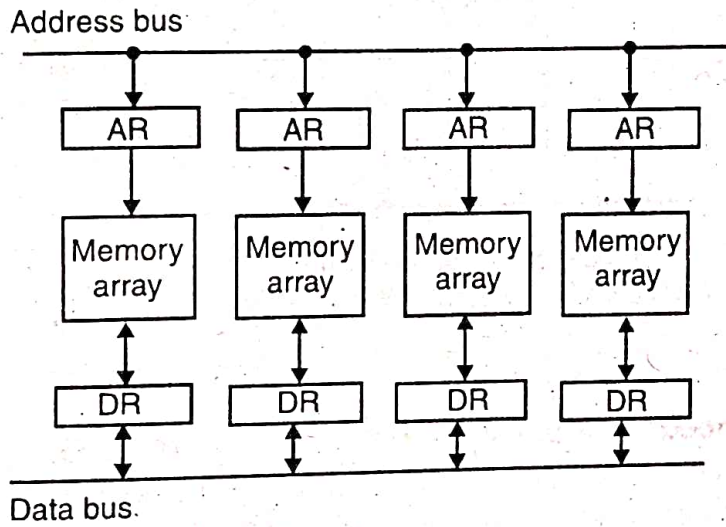 Address bus
AR AR AR AR
Memory array Memory array Memory array Memory array
DR DR DR DR
Data bus.